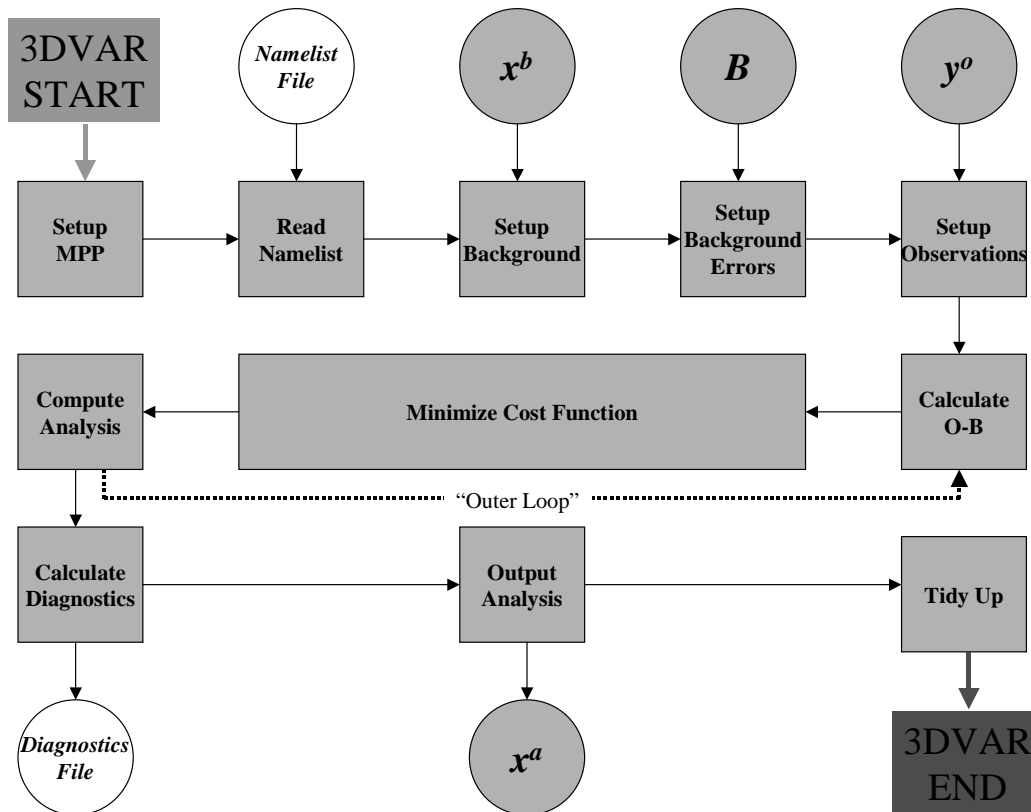 3DVAR
START
Namelist
File
x^b
B
y^o
Setup
MPP
Read
Namelist
Setup
Background
Setup
Background
Errors
Setup
Observations
Compute
Analysis
Minimize Cost Function
Calculate
O-B
“Outer Loop”
Calculate
Diagnostics
Output
Analysis
Tidy Up
Diagnostics
File
x^a
3DVAR
END